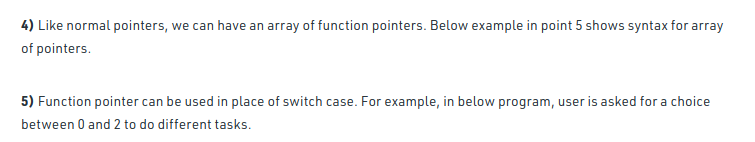 4) Like normal pointers, we can have an array of function pointers. Below example in point 5 shows syntax for array
of pointers.
5) Function pointer can be used in place of switch case. For example, in below program, user is asked for a choice
between 0 and 2 to do different tasks.